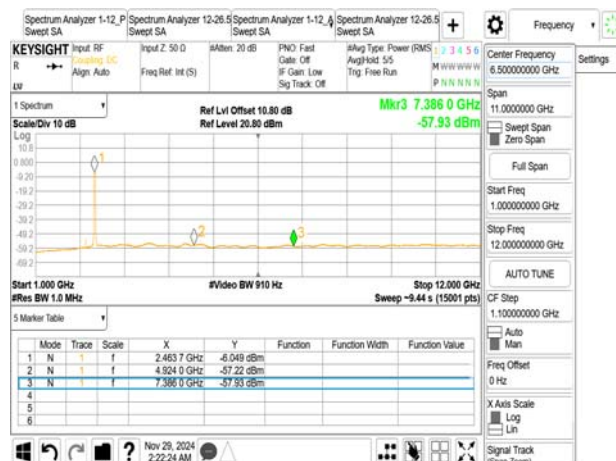 Spectrum Analyzer 1-12_P Spectrum Analyzer 12-26.5 Spectrum Analyzer 1-12_A Spectrum Analyzer 12-26.5
Swept SA Swept SA Swept SA Swept SA
Frequency
Settings
KEYSIGHT
R
Input: RF
Coupling: DC
Align: Auto
Input Z: 50 Ω
Freq Ref: Int (S)
#Atten: 20 dB
PNO: Fast
Gate: Off
IF Gain: Low
Sig Track: Off
#Avg Type: Power (RMS
Avg|Hold: 5/5
Trig: Free Run
1 2 3 4 5 6
M W W W W W
P N N N N N
1 Spectrum
Scale/Div 10 dB
Ref Lvl Offset 10.80 dB
Ref Level 20.80 dBm
Mkr3 7.386 0 GHz
-57.93 dBm
Log
10.8
0.800
-9.20
-19.2
-29.2
-39.2
-49.2
-59.2
-69.2
1
2
3
Start 1.000 GHz
#Video BW 910 Hz
Stop 12.000 GHz
#Res BW 1.0 MHz
Sweep ~9.44 s (15001 pts)
5 Marker Table
Mode Trace Scale X Y Function Function Width Function Value
1 N 1 f 2.463 7 GHz -6.049 dBm
2 N 1 f 4.924 0 GHz -57.22 dBm
3 N 1 f 7.386 0 GHz -57.93 dBm
4
5
6
Nov 29, 2024
2:22:24 AM
Center Frequency
6.500000000 GHz
Span
11.0000000 GHz
Swept Span
Zero Span
Full Span
Start Freq
1.000000000 GHz
Stop Freq
12.000000000 GHz
AUTO TUNE
CF Step
1.100000000 GHz
Auto
Man
Freq Offset
0 Hz
X Axis Scale
Log
Lin
Signal Track